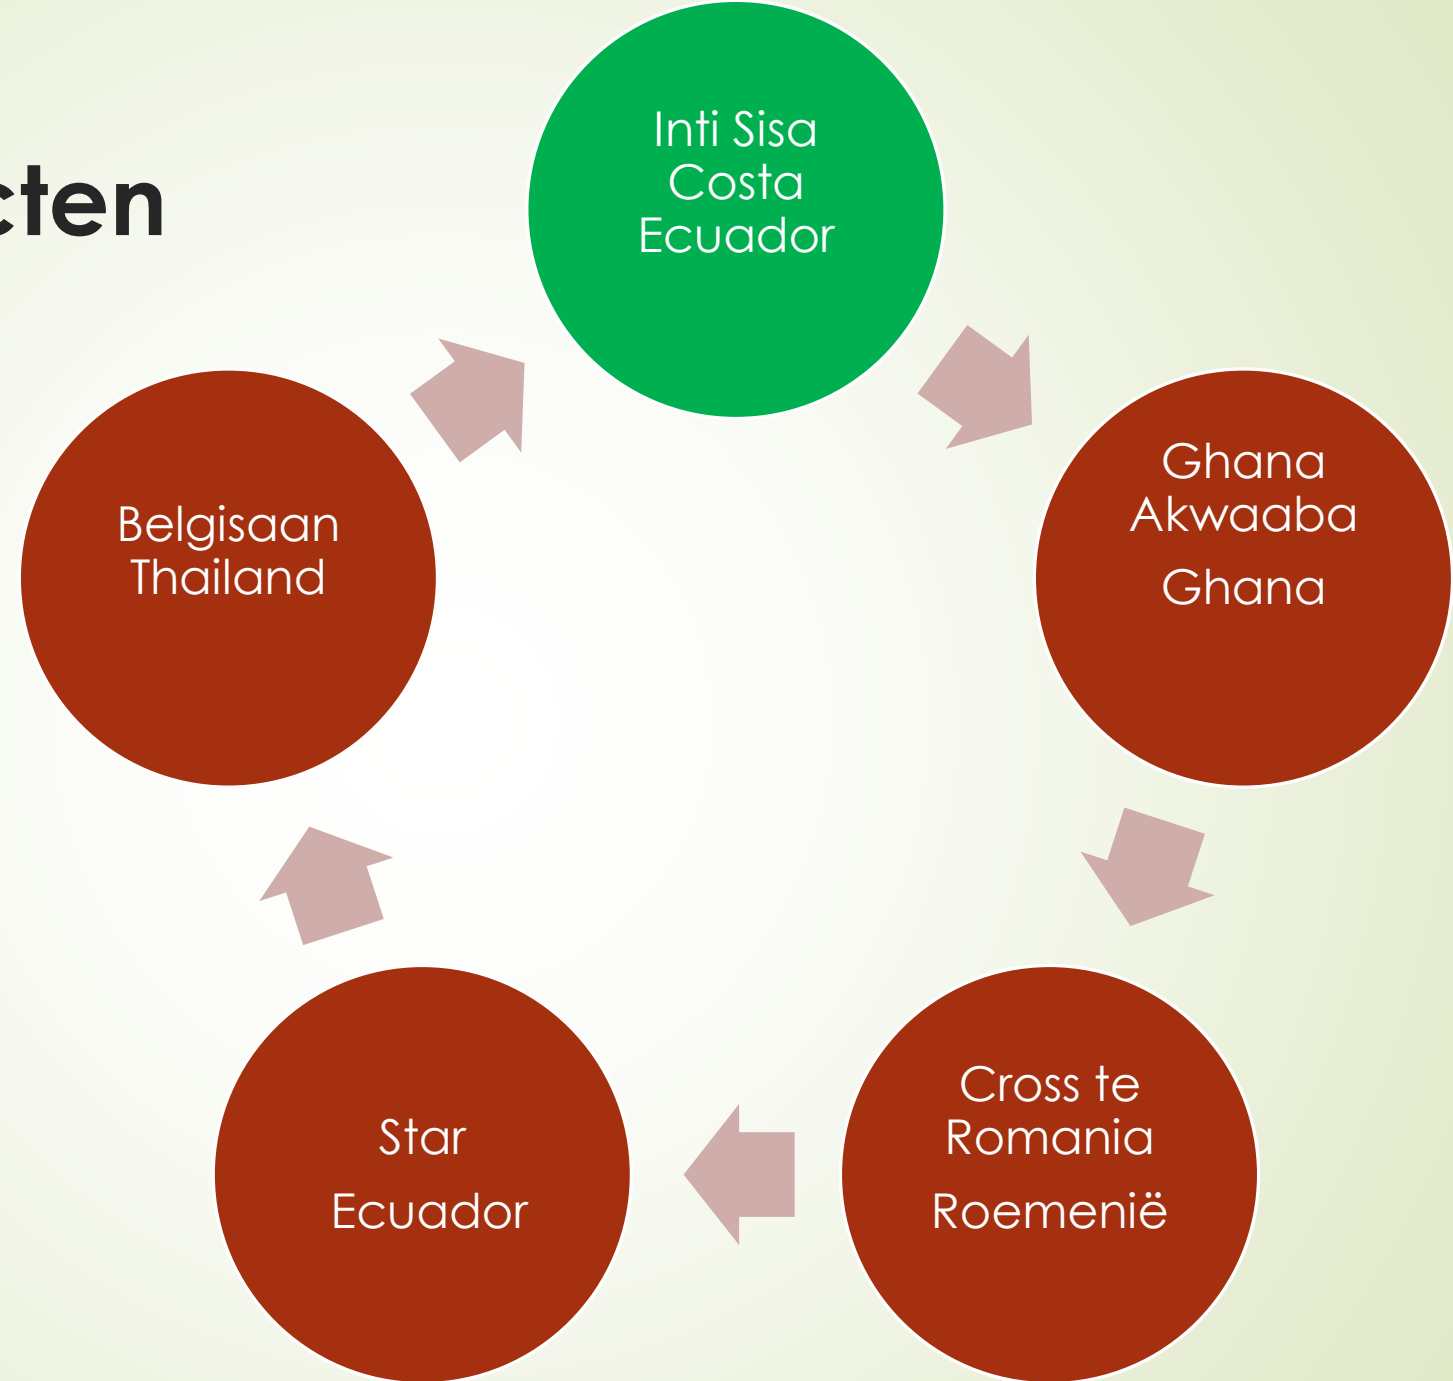 cten
Inti Sisa
Costa
Ecuador
Ghana
Akwaaba
Ghana
Cross te
Romania
Roemenië
Star
Ecuador
Belgisaan
Thailand